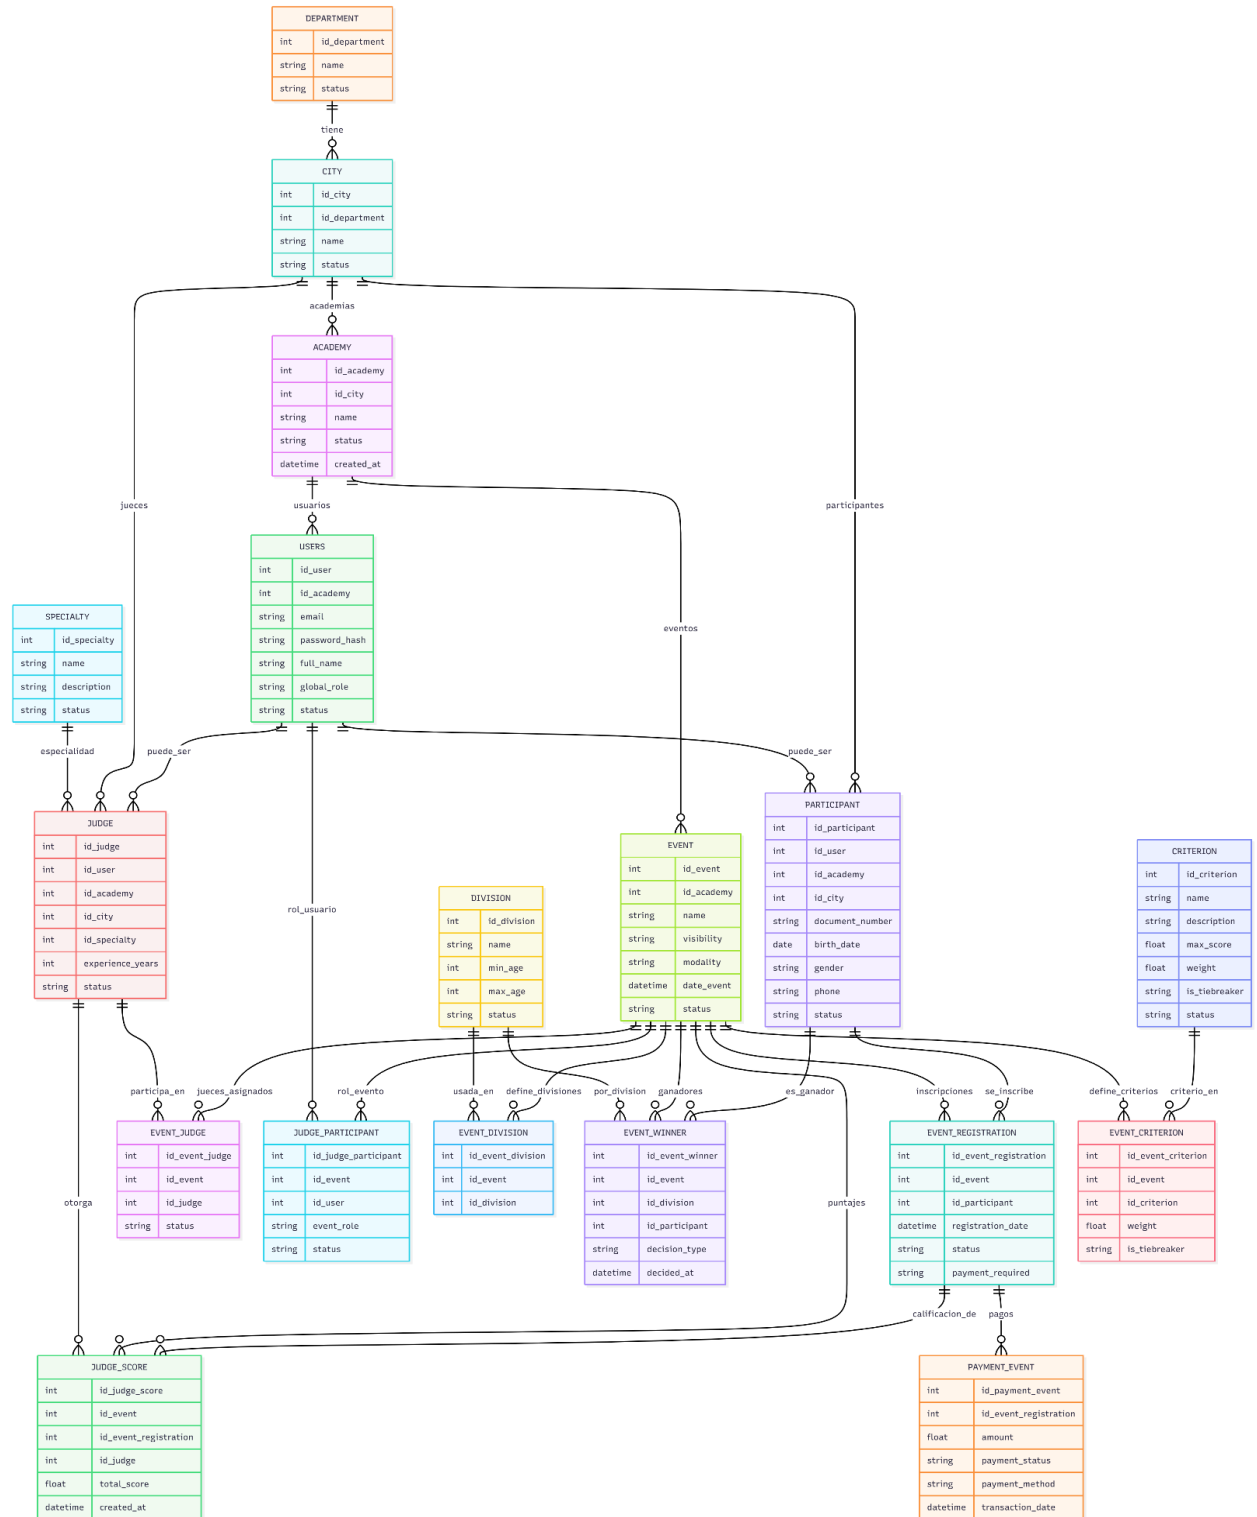 DEPARTMENT
int id_department
string name
string status
tiene
CITY
int id_city
int id_department
string name
string status
academias
ACADEMY
int id_academy
int id_city
string name
string status
datetime created_at
jueces
usuarios
participantes
USERS
int id_user
int id_academy
string email
string password_hash
string full_name
string global_role
string status
eventos
SPECIALTY
int id_specialty
string name
string description
string status
especialidad
puede_ser
puede_ser
JUDGE
int id_judge
int id_user
int id_academy
int id_city
int id_specialty
int experience_years
string status
rol_usuario
DIVISION
int id_division
string name
int min_age
int max_age
string status
EVENT
int id_event
int id_academy
string name
string visibility
string modality
datetime date_event
string status
PARTICIPANT
int id_participant
int id_user
int id_academy
int id_city
string document_number
date birth_date
string gender
string phone
string status
CRITERION
int id_criterion
string name
string description
float max_score
float weight
string is_tiebreaker
string status
participa_en
jueces_asignados
rol_evento
usada_en
define_divisiones
por_division
ganadores
es_ganador
inscripciones
se_inscribe
define_criterios
criterio_en
EVENT_JUDGE
int id_event_judge
int id_event
int id_judge
string status
JUDGE_PARTICIPANT
int id_judge_participant
int id_event
int id_user
string event_role
string status
EVENT_DIVISION
int id_event_division
int id_event
int id_division
EVENT_WINNER
int id_event_winner
int id_event
int id_division
int id_participant
string decision_type
datetime decided_at
EVENT_REGISTRATION
int id_event_registration
int id_event
int id_participant
datetime registration_date
string status
string payment_required
EVENT_CRITERION
int id_event_criterion
int id_event
int id_criterion
float weight
string is_tiebreaker
otorga
puntajes
calificacion_de
pagos
JUDGE_SCORE
int id_judge_score
int id_event
int id_event_registration
int id_judge
float total_score
datetime created_at
PAYMENT_EVENT
int id_payment_event
int id_event_registration
float amount
string payment_status
string payment_method
datetime transaction_date